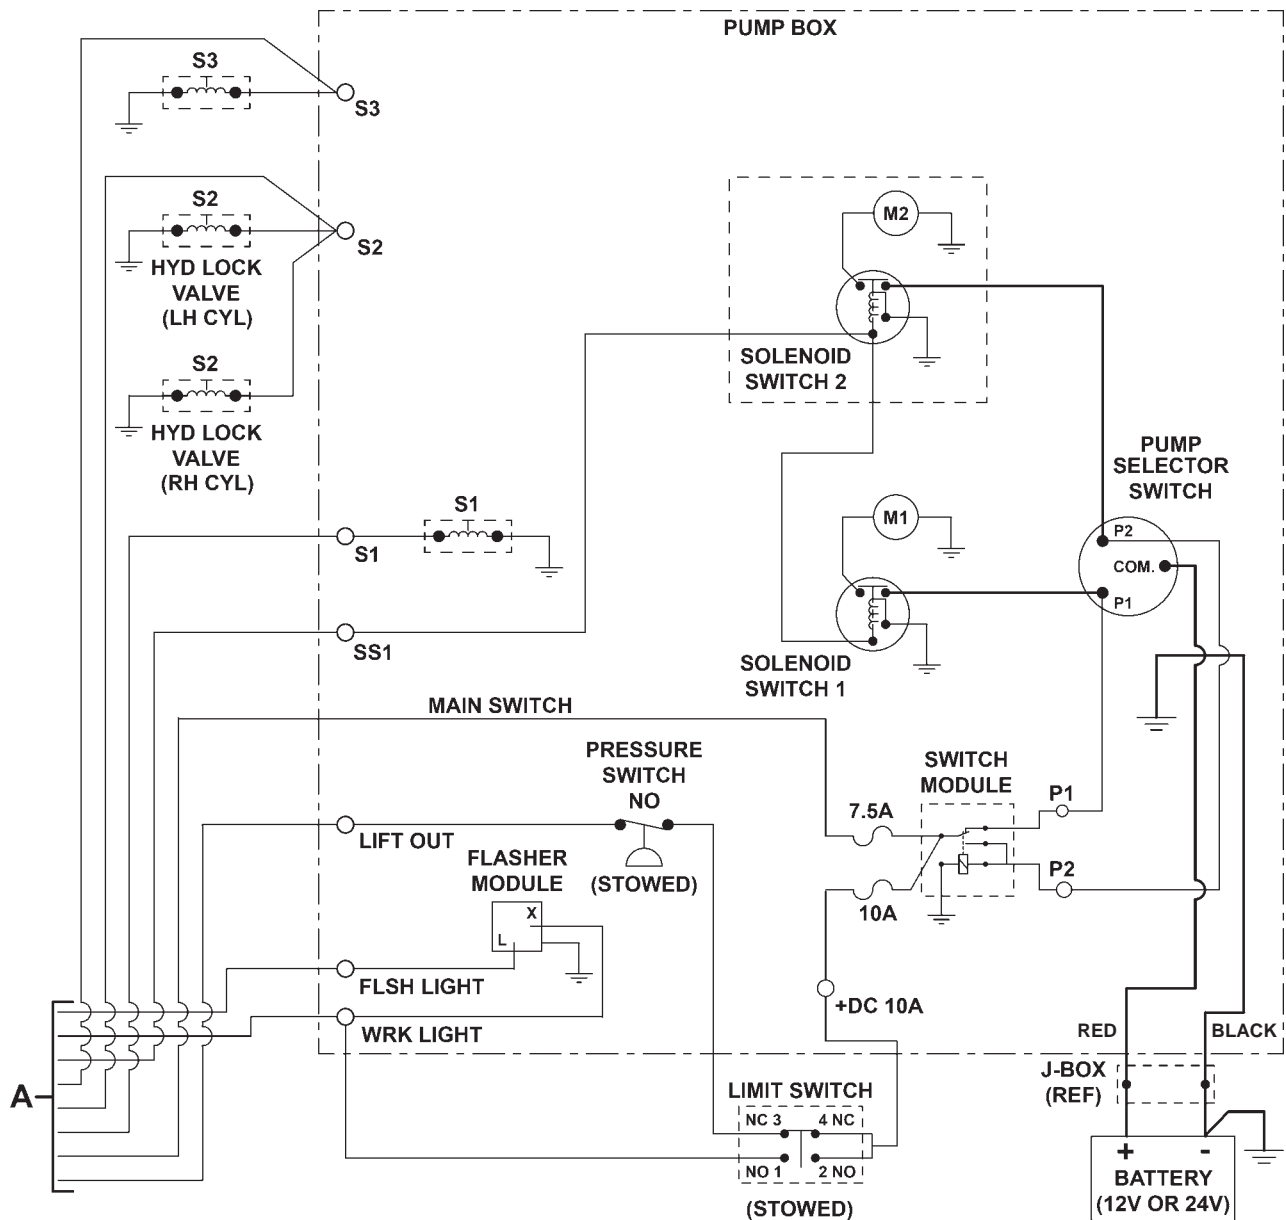 PUMP BOX
S3
S3
S2
S2
HYD LOCK
VALVE
(LH CYL)
S2
HYD LOCK
VALVE
(RH CYL)
M2
SOLENOID
SWITCH 2
PUMP
SELECTOR
SWITCH
P2
COM.
P1
S1
S1
M1
SS1
SOLENOID
SWITCH 1
MAIN SWITCH
PRESSURE
SWITCH
NO
(STOWED)
SWITCH
MODULE
7.5A
10A
P1
P2
LIFT OUT
FLASHER
MODULE
X
L
FLSH LIGHT
WRK LIGHT
+DC 10A
RED
BLACK
A
J-BOX
(REF)
LIMIT SWITCH
NC 3
4 NC
NO 1
2 NO
(STOWED)
+
-
BATTERY
(12V OR 24V)